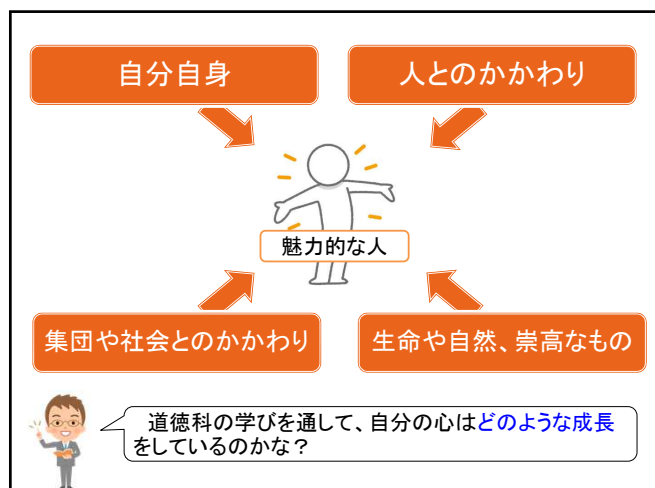 自分自身
人とのかかわり
魅力的な人
集団や社会とのかかわり
生命や自然、崇高なもの
道徳科の学びを通して、自分の心はどのような成長
をしているのかな？